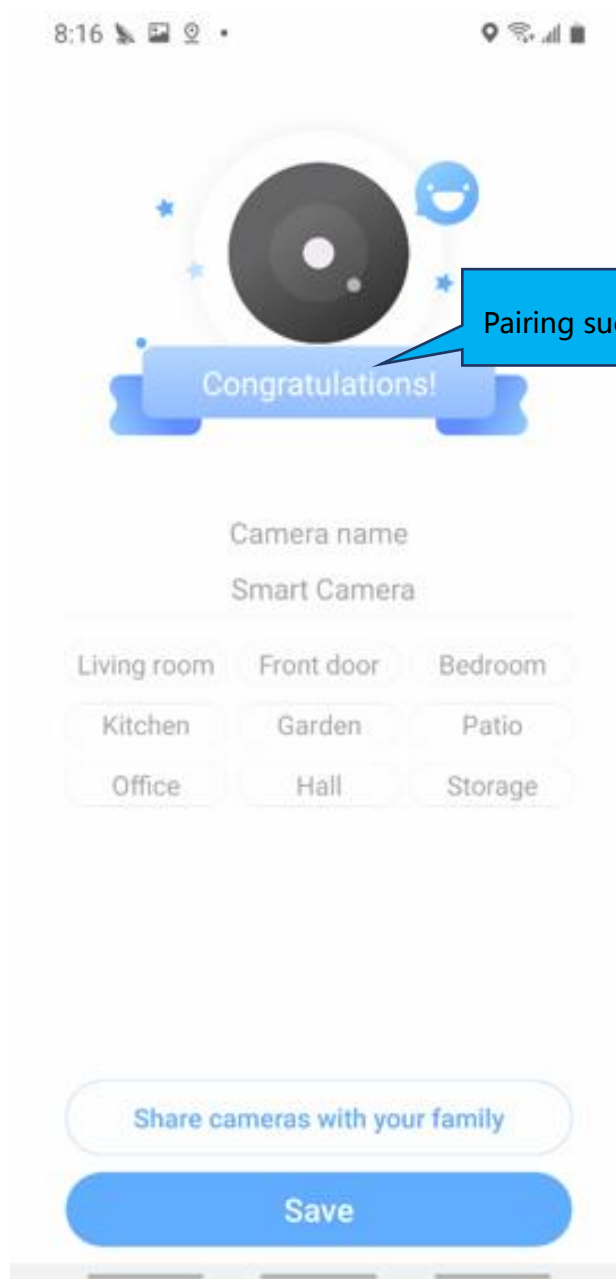 8:16
Pairing
Congratulations!
Camera name
Smart Camera
Living room Front door Bedroom
Kitchen Garden Patio
Office Hall Storage
Share cameras with your family
Save